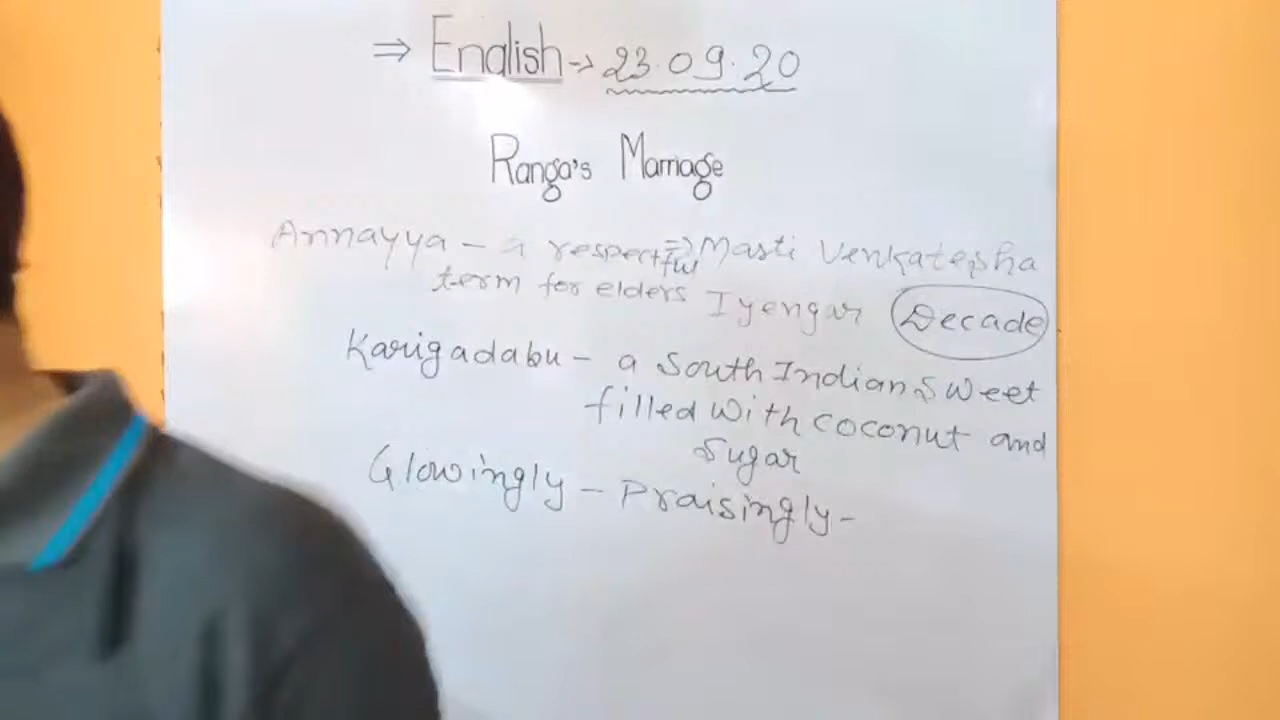 ⇒ English → 23.09.20
Ranga's Marriage
Annayya - a respectful
term for elders
⇒ Masti Venkatesha
Iyengar
Decade
Karigadabu - a South Indian Sweet
filled with coconut and
Sugar
Glowingly - Praisingly -